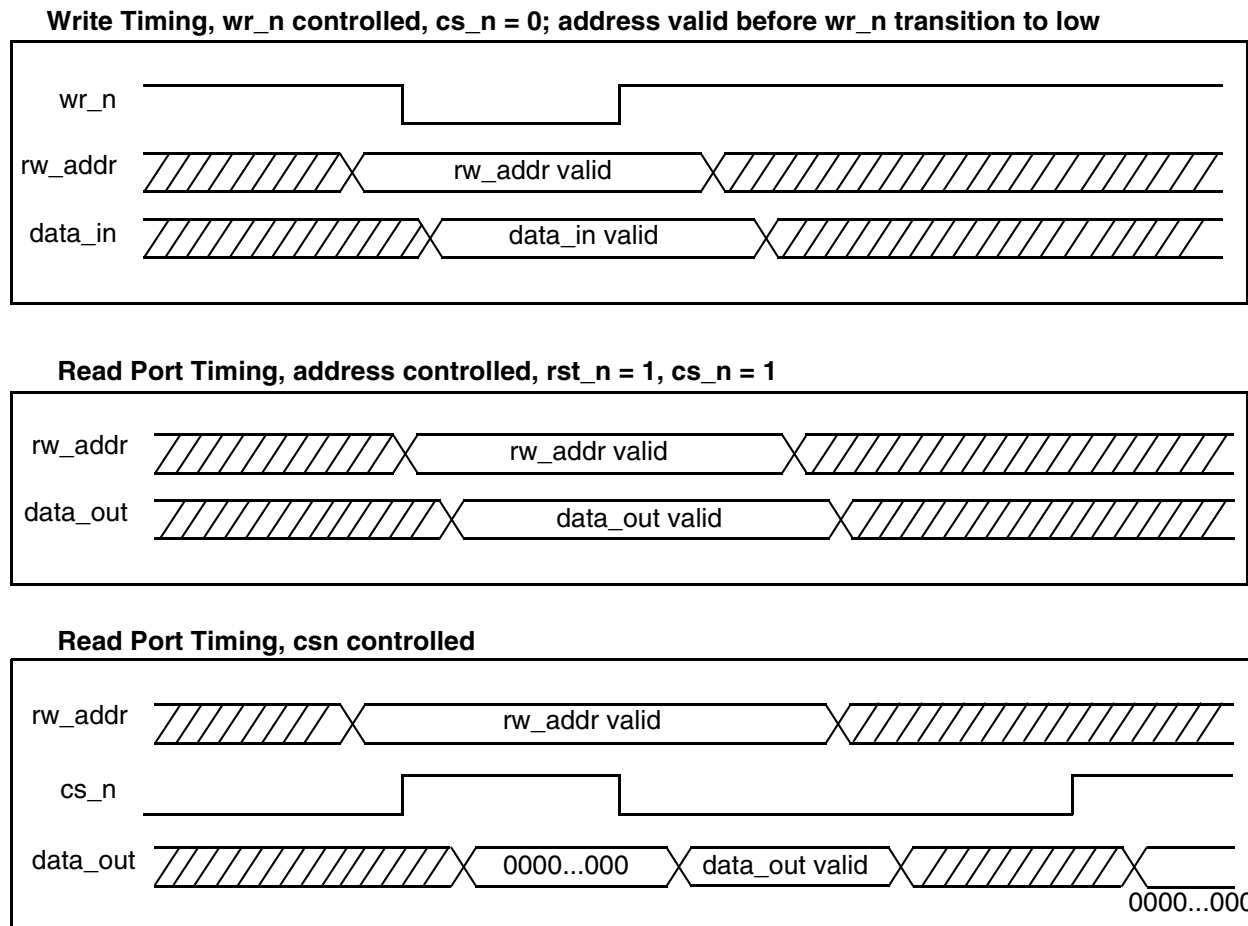 Write Timing, wr_n controlled, cs_n = 0; address valid before wr_n transition to low
wr_n
rw_addr
rw_addr valid
data_in
data_in valid
Read Port Timing, address controlled, rst_n = 1, cs_n = 1
rw_addr
rw_addr valid
data_out
data_out valid
Read Port Timing, csn controlled
rw_addr
rw_addr valid
cs_n
data_out
0000...000
data_out valid
0000...000